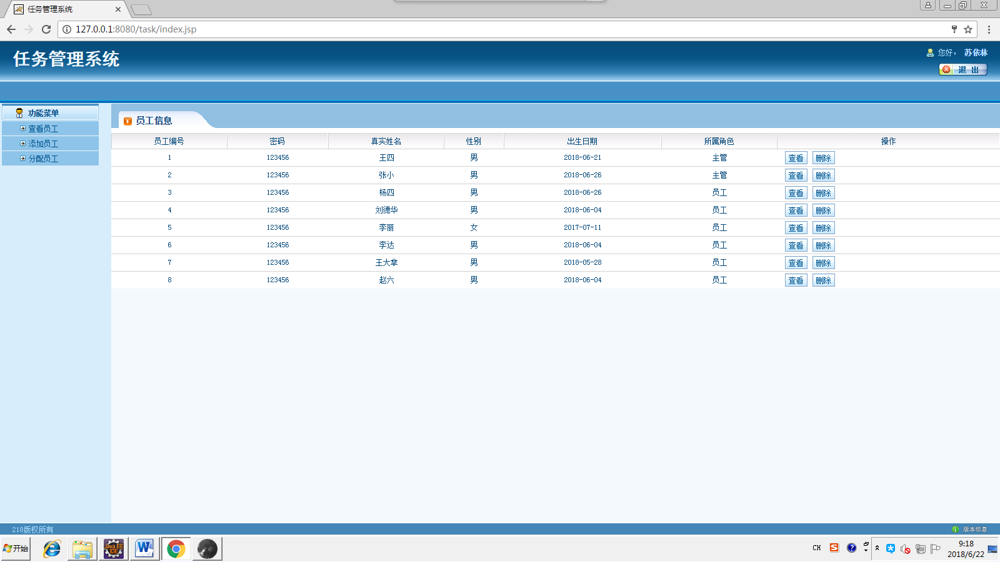 任务管理系统
127.0.0.1:8080/task/index.jsp
任务管理系统
您好， 苏依林
退 出
功能菜单
查看员工
添加员工
分配员工
员工信息
员工编号 密码 真实姓名 性别 出生日期 所属角色 操作
1 123456 王四 男 2018-06-21 主管 查看 删除
2 123456 张小 男 2018-06-26 主管 查看 删除
3 123456 杨四 男 2018-06-26 员工 查看 删除
4 123456 刘德华 男 2018-06-04 员工 查看 删除
5 123456 李丽 女 2017-07-11 员工 查看 删除
6 123456 李达 男 2018-06-04 员工 查看 删除
7 123456 王大拿 男 2018-05-28 员工 查看 删除
8 123456 赵六 男 2018-06-04 员工 查看 删除
218版权所有
版本信息
开始
Java EE
IDE
W
CH
S
9:18
2018/6/22